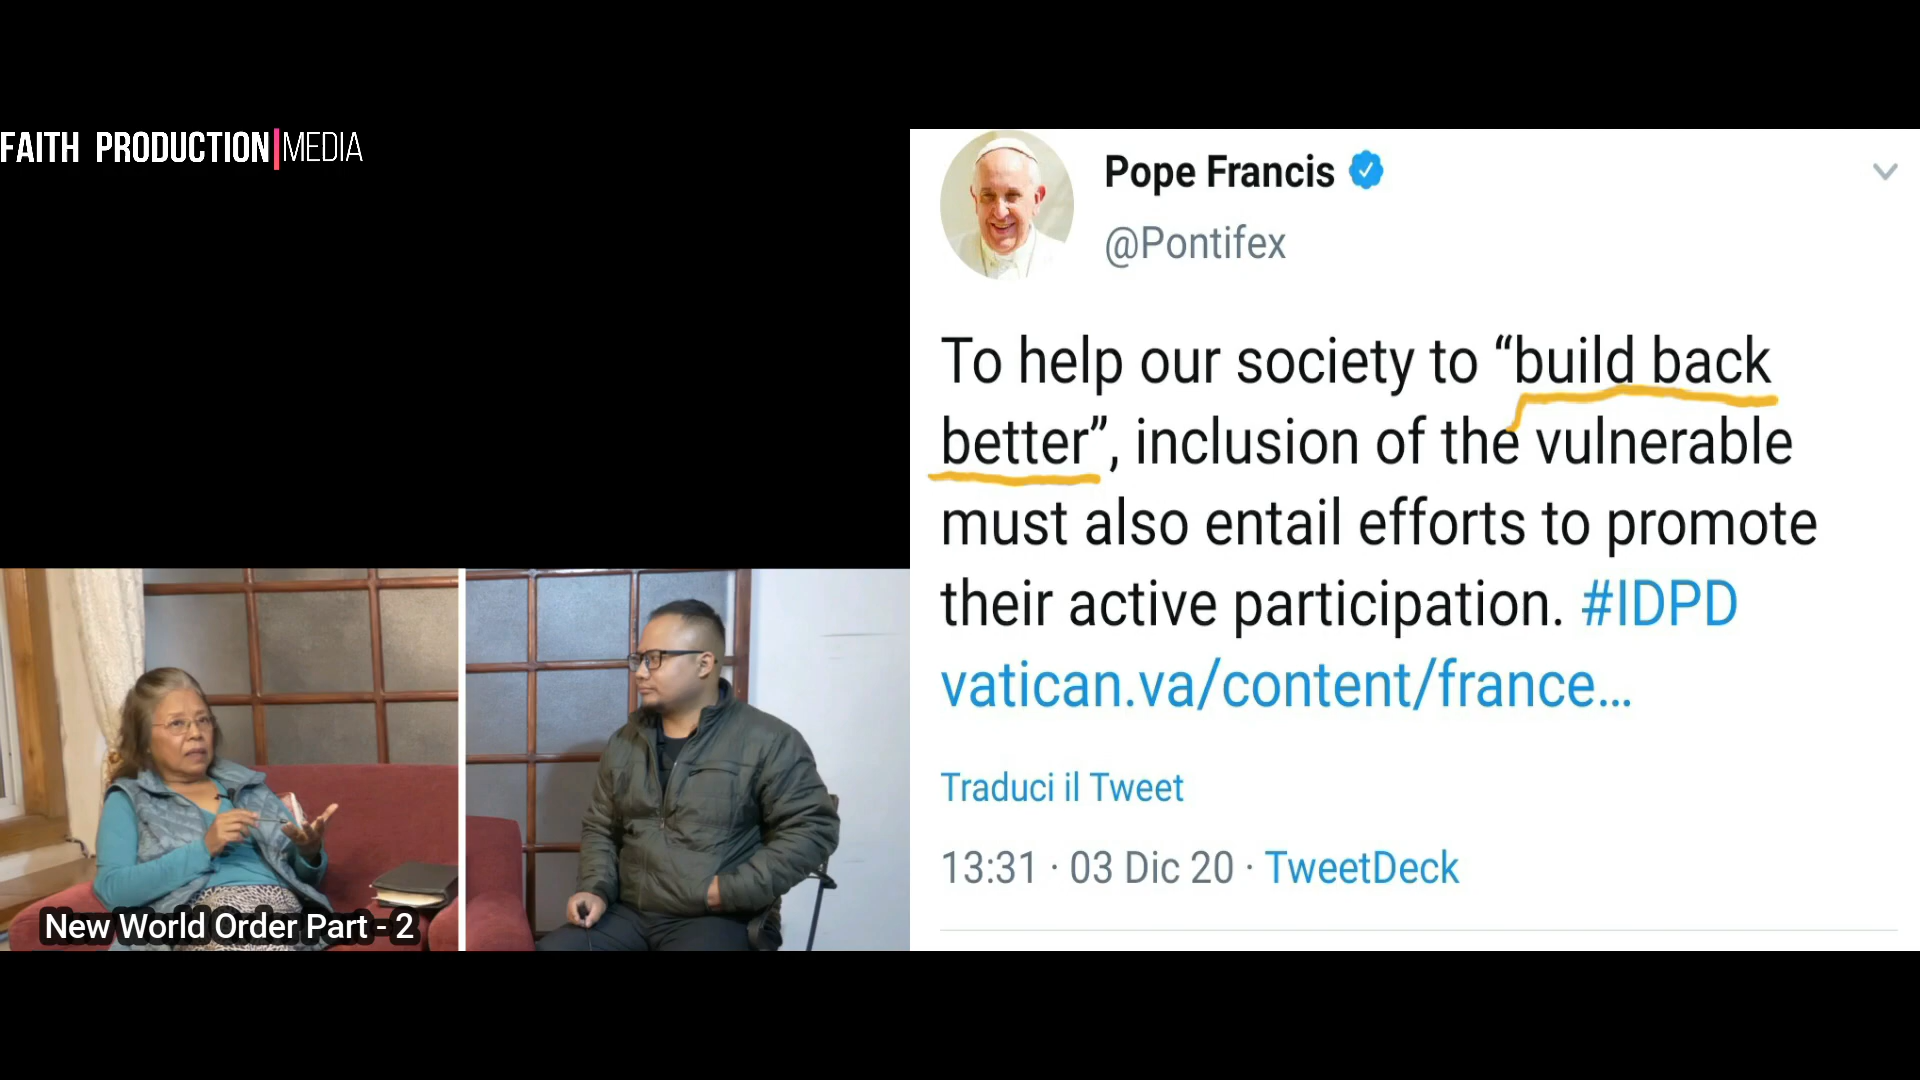 FAITH PRODUCTION|MEDIA
Pope Francis
@Pontifex
To help our society to “build back
better”, inclusion of the vulnerable
must also entail efforts to promote
their active participation. #IDPD
vatican.va/content/france...
Traduci il Tweet
13:31 · 03 Dic 20 · TweetDeck
New World Order Part - 2